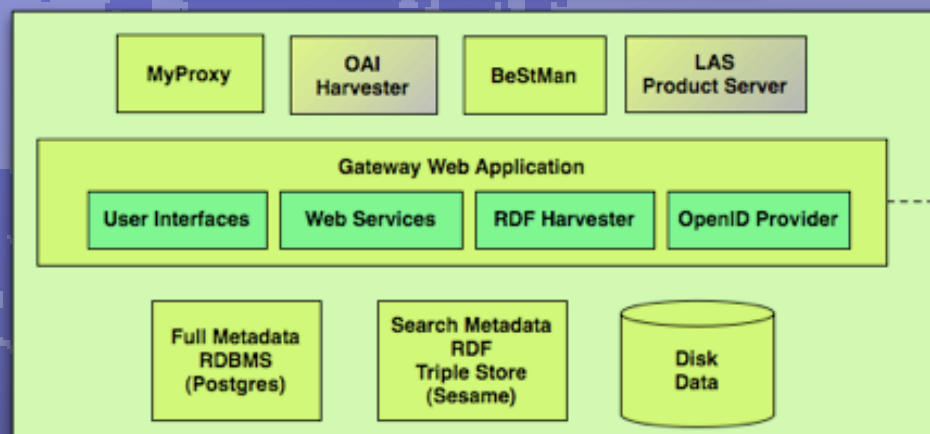 MyProxy
OAI
Harvester
BeStMan
LAS
Product Server
Gateway Web Application
User Interfaces
Web Services
RDF Harvester
OpenID Provider
Full Metadata
RDBMS
(Postgres)
Search Metadata
RDF
Triple Store
(Sesame)
Disk
Data